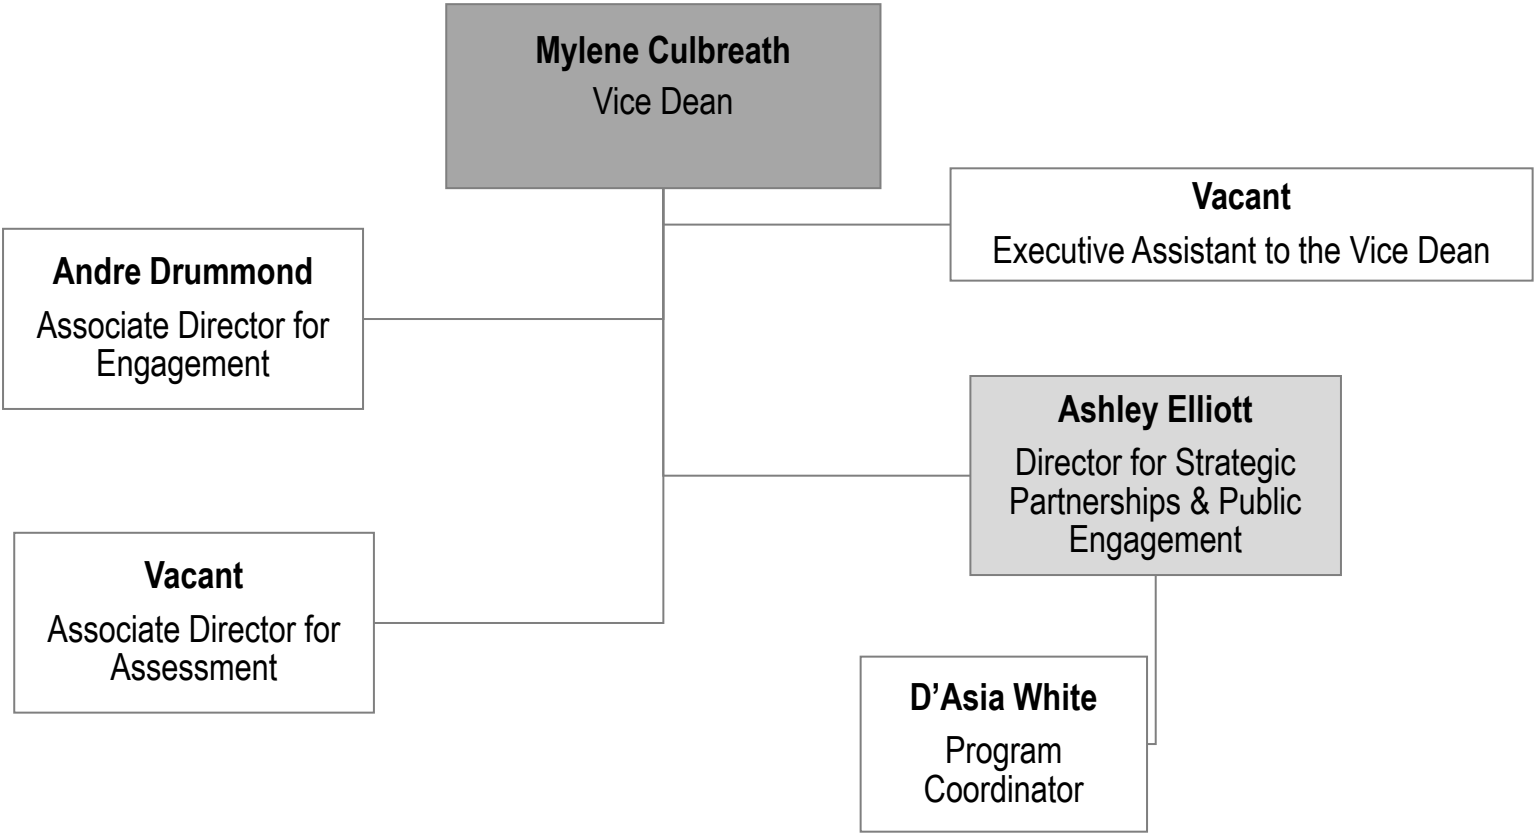 Mylene Culbreath
Vice Dean
Vacant
Executive Assistant to the Vice Dean
Andre Drummond
Associate Director for
Engagement
Ashley Elliott
Director for Strategic
Partnerships & Public
Engagement
Vacant
Associate Director for
Assessment
D’Asia White
Program
Coordinator